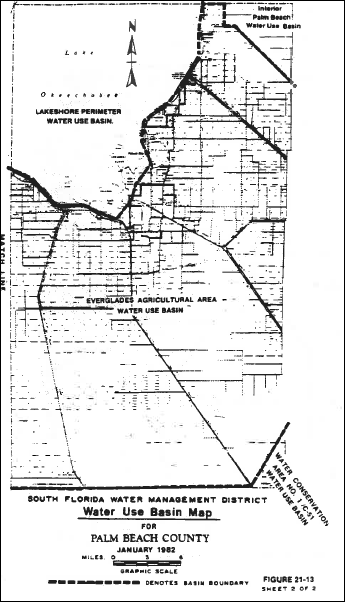 Interior
Palm Beach
Water Use Basin
N
Lake
Okeechobee
LAKESHORE PERIMETER
WATER USE BASIN.
MATCH LINE
EVERGLADES AGRICULTURAL AREA
WATER USE BASIN
WATER CONSERVATION
AREA NO. 1/C-51
WATER USE BASIN
SOUTH FLORIDA WATER MANAGEMENT DISTRICT
Water Use Basin Map
FOR
PALM BEACH COUNTY
JANUARY 1982
MILES 0 3 6
GRAPHIC SCALE
DENOTES BASIN BOUNDARY
FIGURE 21-13
SHEET 2 OF 2